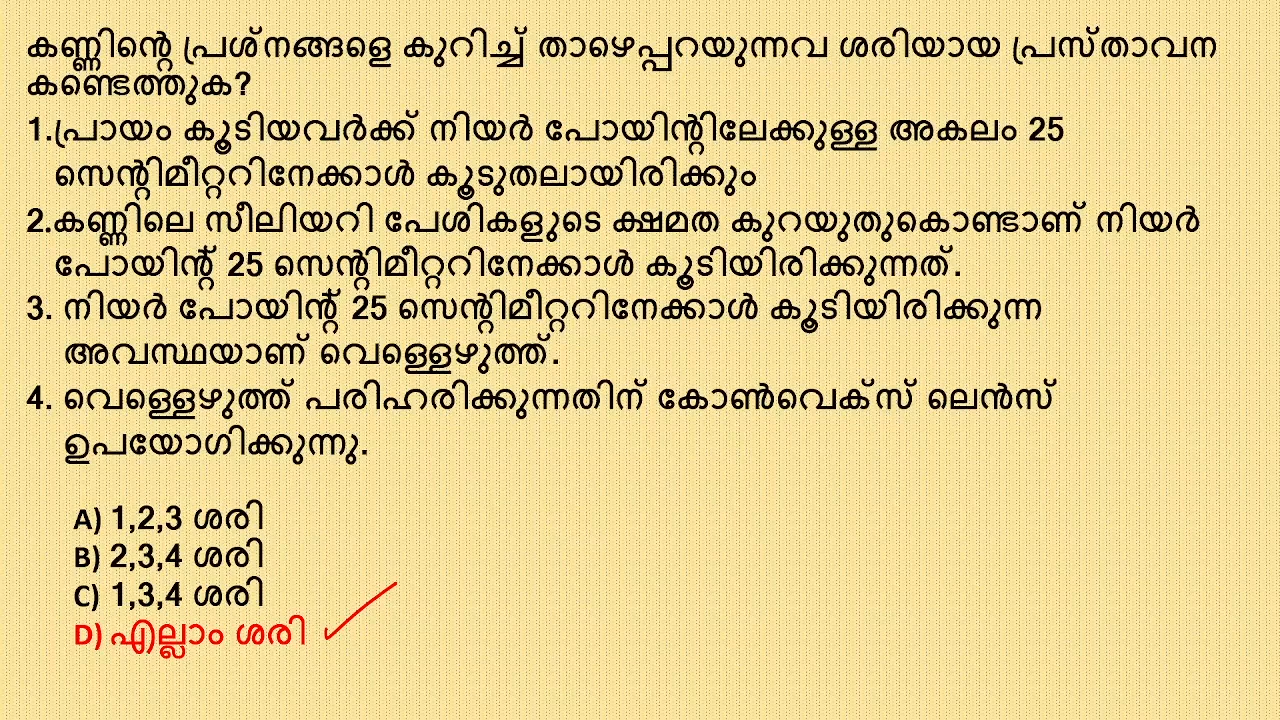 കണ്ണിന്റെ പ്രശ്നങ്ങളെ കുറിച്ച് താഴെപ്പറയുന്നവ ശരിയായ പ്രസ്താവന
കണ്ടെത്തുക?
1.പ്രായം കൂടിയവർക്ക് നിയർ പോയിന്റിലേക്കുള്ള അകലം 25
സെന്റിമീറ്ററിനേക്കാൾ കൂടുതലായിരിക്കും
2.കണ്ണിലെ സീലിയറി പേശികളുടെ ക്ഷമത കുറയുതുകൊണ്ടാണ് നിയർ
പോയിന്റ് 25 സെന്റിമീറ്ററിനേക്കാൾ കൂടിയിരിക്കുന്നത്.
3. നിയർ പോയിന്റ് 25 സെന്റിമീറ്ററിനേക്കാൾ കൂടിയിരിക്കുന്ന
അവസ്ഥയാണ് വെള്ളെഴുത്ത്.
4. വെള്ളെഴുത്ത് പരിഹരിക്കുന്നതിന് കോൺവെക്സ് ലെൻസ്
ഉപയോഗിക്കുന്നു.
A) 1,2,3 ശരി
B) 2,3,4 ശരി
C) 1,3,4 ശരി
D) എല്ലാം ശരി